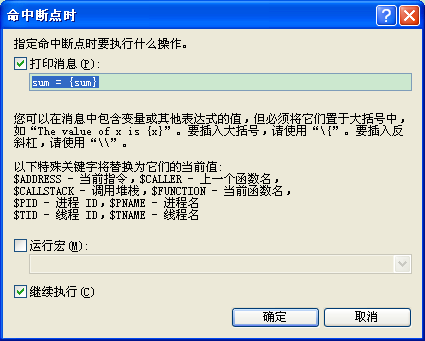 命中断点时
指定命中断点时要执行什么操作。
打印消息(P):
sum = {sum}
您可以在消息中包含变量或其他表达式的值，但必须将它们置于大括号中，
如“The value of x is {x}”。要插入大括号，请使用“\{”。要插入反
斜杠，请使用“\\”。
以下特殊关键字将替换为它们的当前值:
$ADDRESS - 当前指令，$CALLER - 上一个函数名，
$CALLSTACK - 调用堆栈，$FUNCTION - 当前函数名，
$PID - 进程 ID，$PNAME - 进程名
$TID - 线程 ID，$TNAME - 线程名
运行宏(M):
继续执行(C)
确定
取消